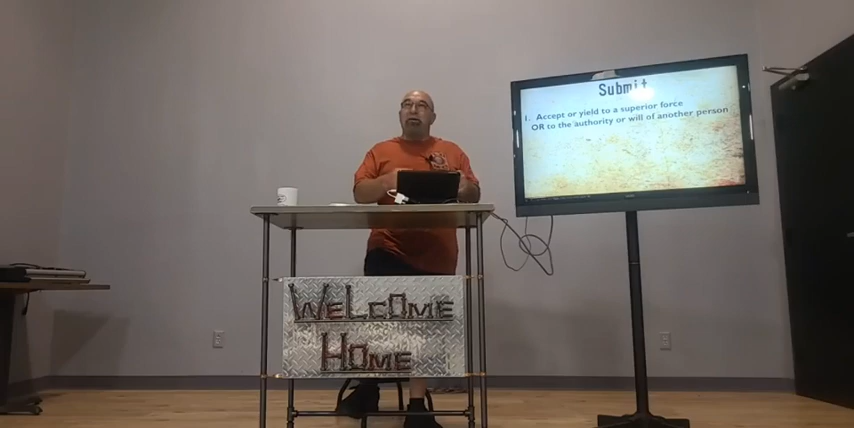 Submit
1. Accept or yield to a superior force
OR to the authority or will of another person
WELCOME
HOME